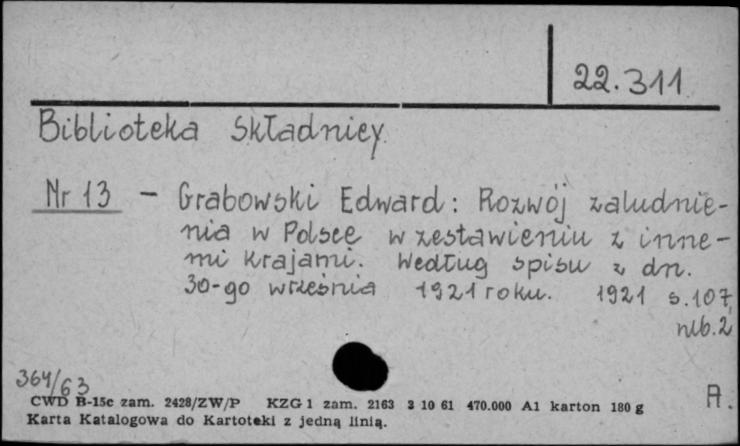 22.311
Biblioteka Składnicy
Nr 13 - Grabowski Edward: Rozwój zaludnie-
nia w Polsce w zestawieniu z inne-
mi krajami. Według spisu z dn.
30-go września 1921 roku. 1921 s. 107,
nlb. 2
364/63
CWD B-15c zam. 2428/ZW/P KZG 1 zam. 2163 3 10 61 470.000 A1 karton 180 g
A.
Karta Katalogowa do Kartoteki z jedną linią.